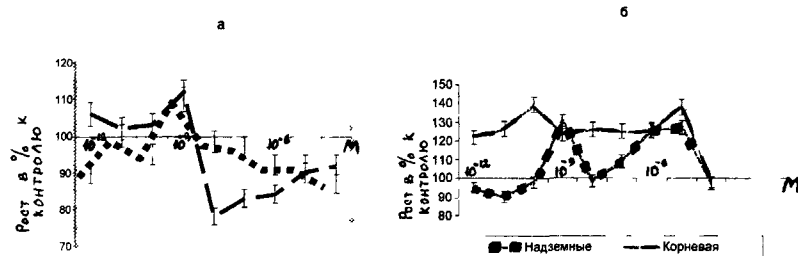 а
Рост в % к контролю
120
110
100
90
80
70
10⁻¹²
10⁻⁹
10⁻⁶
М
б
Рост в % к контролю
150
140
130
120
110
100
90
80
10⁻¹²
10⁻⁹
10⁻⁶
М
Надземные
Корневая